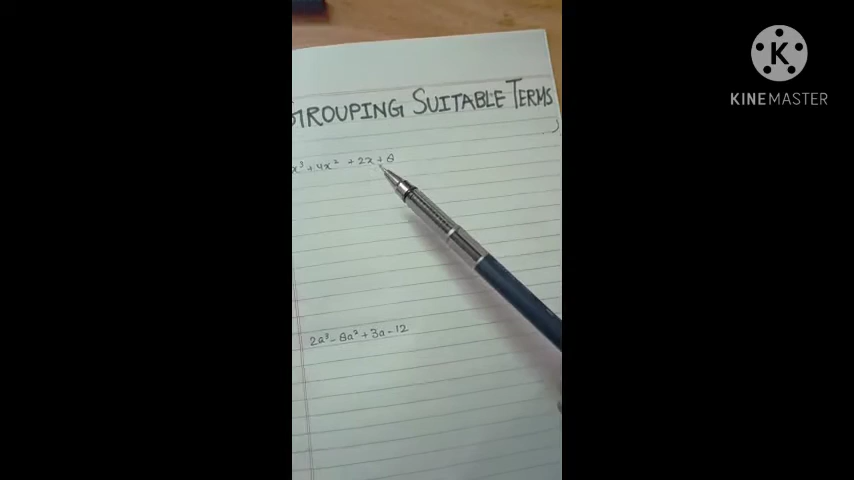 GROUPING SUITABLE TERMS
x³ + 4x² + 2x + 8
2a³ - 8a² + 3a - 12
K
KINEMASTER